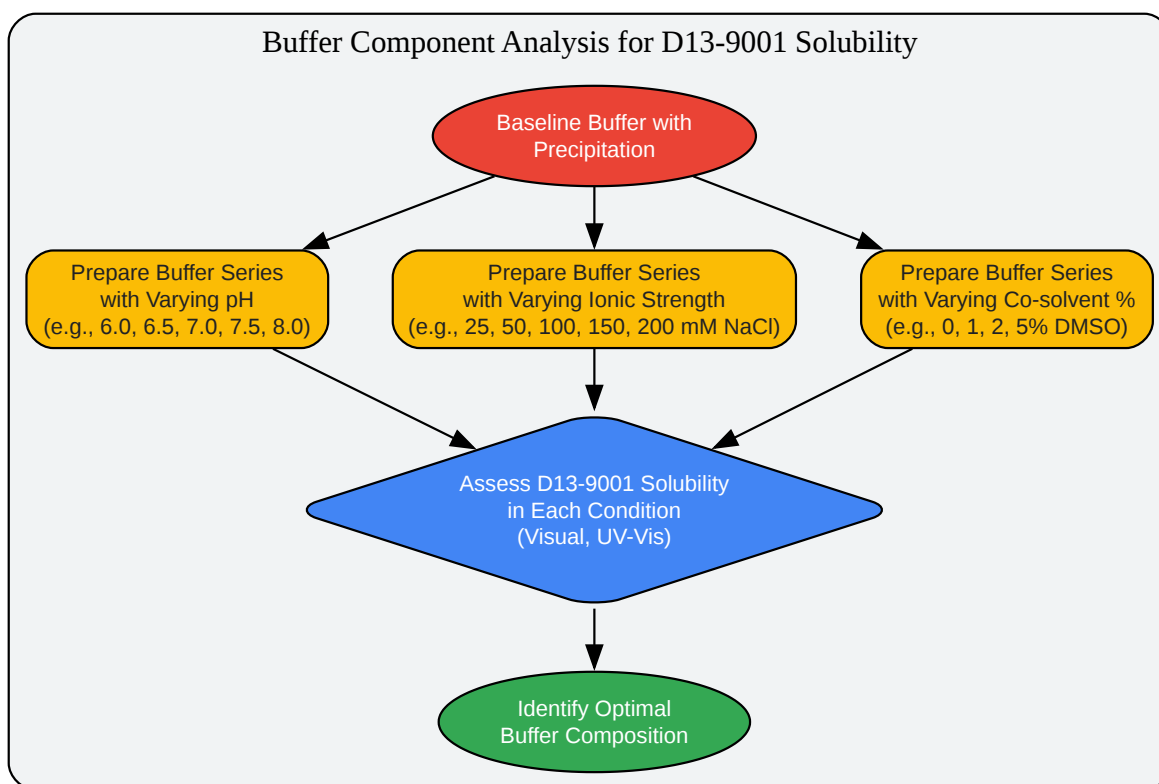 Buffer Component Analysis for D13-9001 Solubility
Baseline Buffer with
Precipitation
Prepare Buffer Series
with Varying pH
(e.g., 6.0, 6.5, 7.0, 7.5, 8.0)
Prepare Buffer Series
with Varying Ionic Strength
(e.g., 25, 50, 100, 150, 200 mM NaCl)
Prepare Buffer Series
with Varying Co-solvent %
(e.g., 0, 1, 2, 5% DMSO)
Assess D13-9001 Solubility
in Each Condition
(Visual, UV-Vis)
Identify Optimal
Buffer Composition